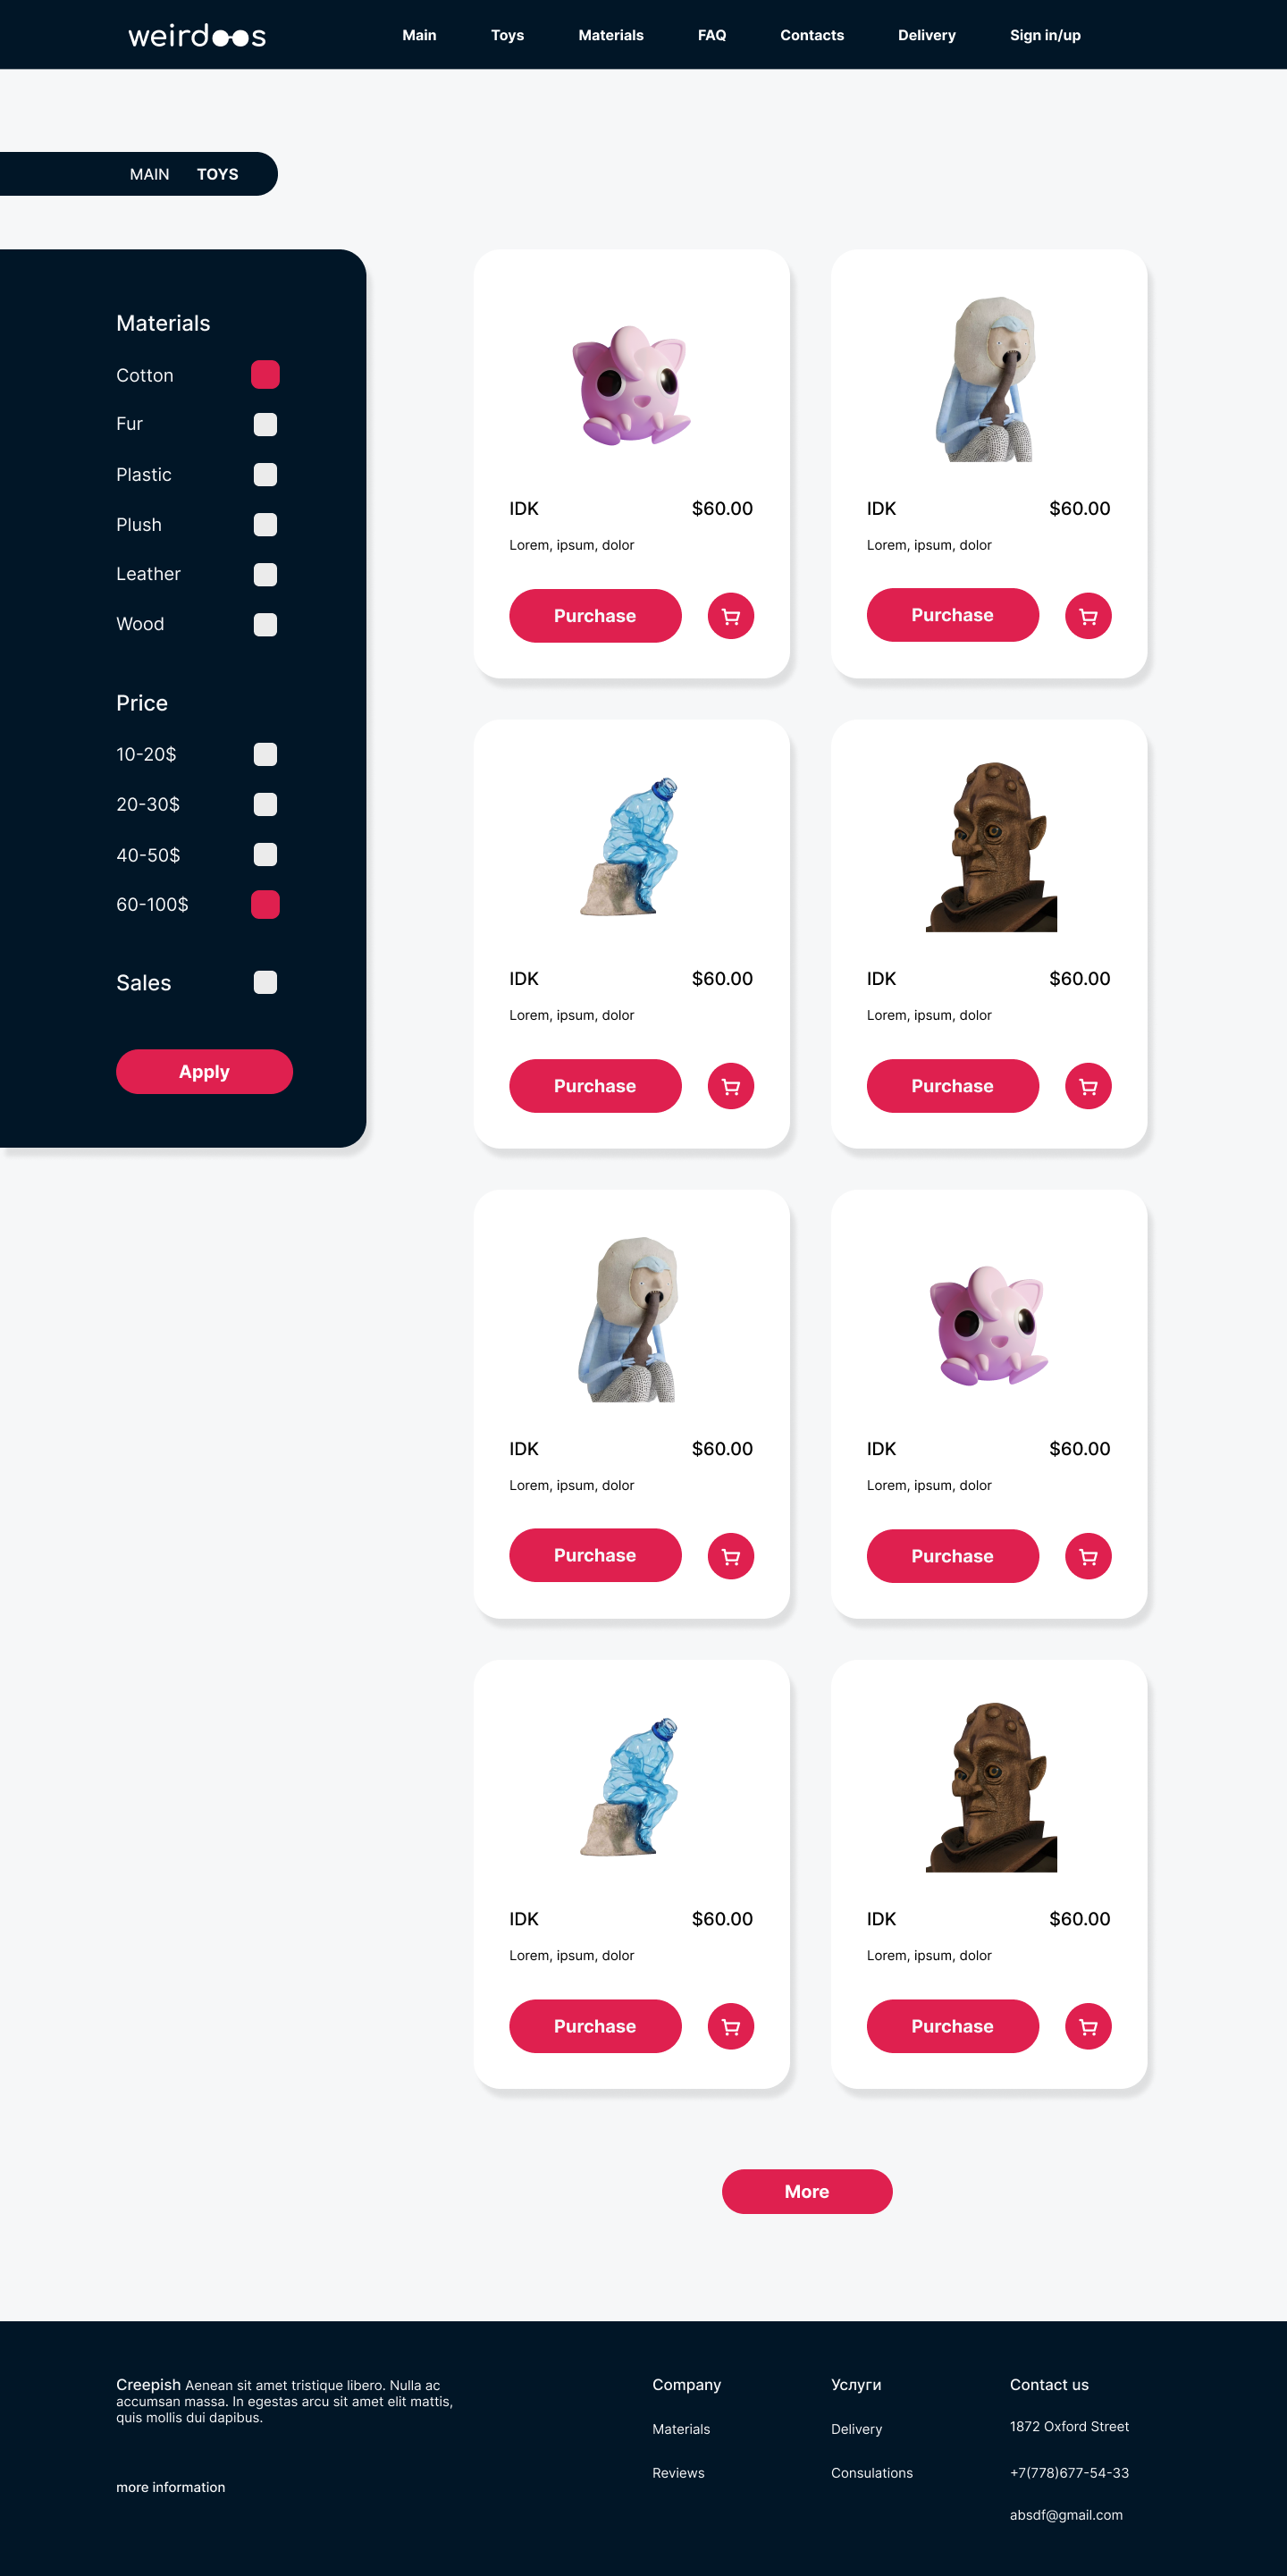 weirdoos
Main Toys Materials FAQ Contacts Delivery Sign in/up
MAIN TOYS
Materials
Cotton
Fur
Plastic
Plush
Leather
Wood
Price
10-20$
20-30$
40-50$
60-100$
Sales
Apply
IDK $60.00
Lorem, ipsum, dolor
Purchase
IDK $60.00
Lorem, ipsum, dolor
Purchase
IDK $60.00
Lorem, ipsum, dolor
Purchase
IDK $60.00
Lorem, ipsum, dolor
Purchase
IDK $60.00
Lorem, ipsum, dolor
Purchase
IDK $60.00
Lorem, ipsum, dolor
Purchase
IDK $60.00
Lorem, ipsum, dolor
Purchase
IDK $60.00
Lorem, ipsum, dolor
Purchase
More
Creepish Aenean sit amet tristique libero. Nulla ac
accumsan massa. In egestas arcu sit amet elit mattis,
quis mollis dui dapibus.
more information
Company
Materials
Reviews
Услуги
Delivery
Consulations
Contact us
1872 Oxford Street
+7(778)677-54-33
absdf@gmail.com